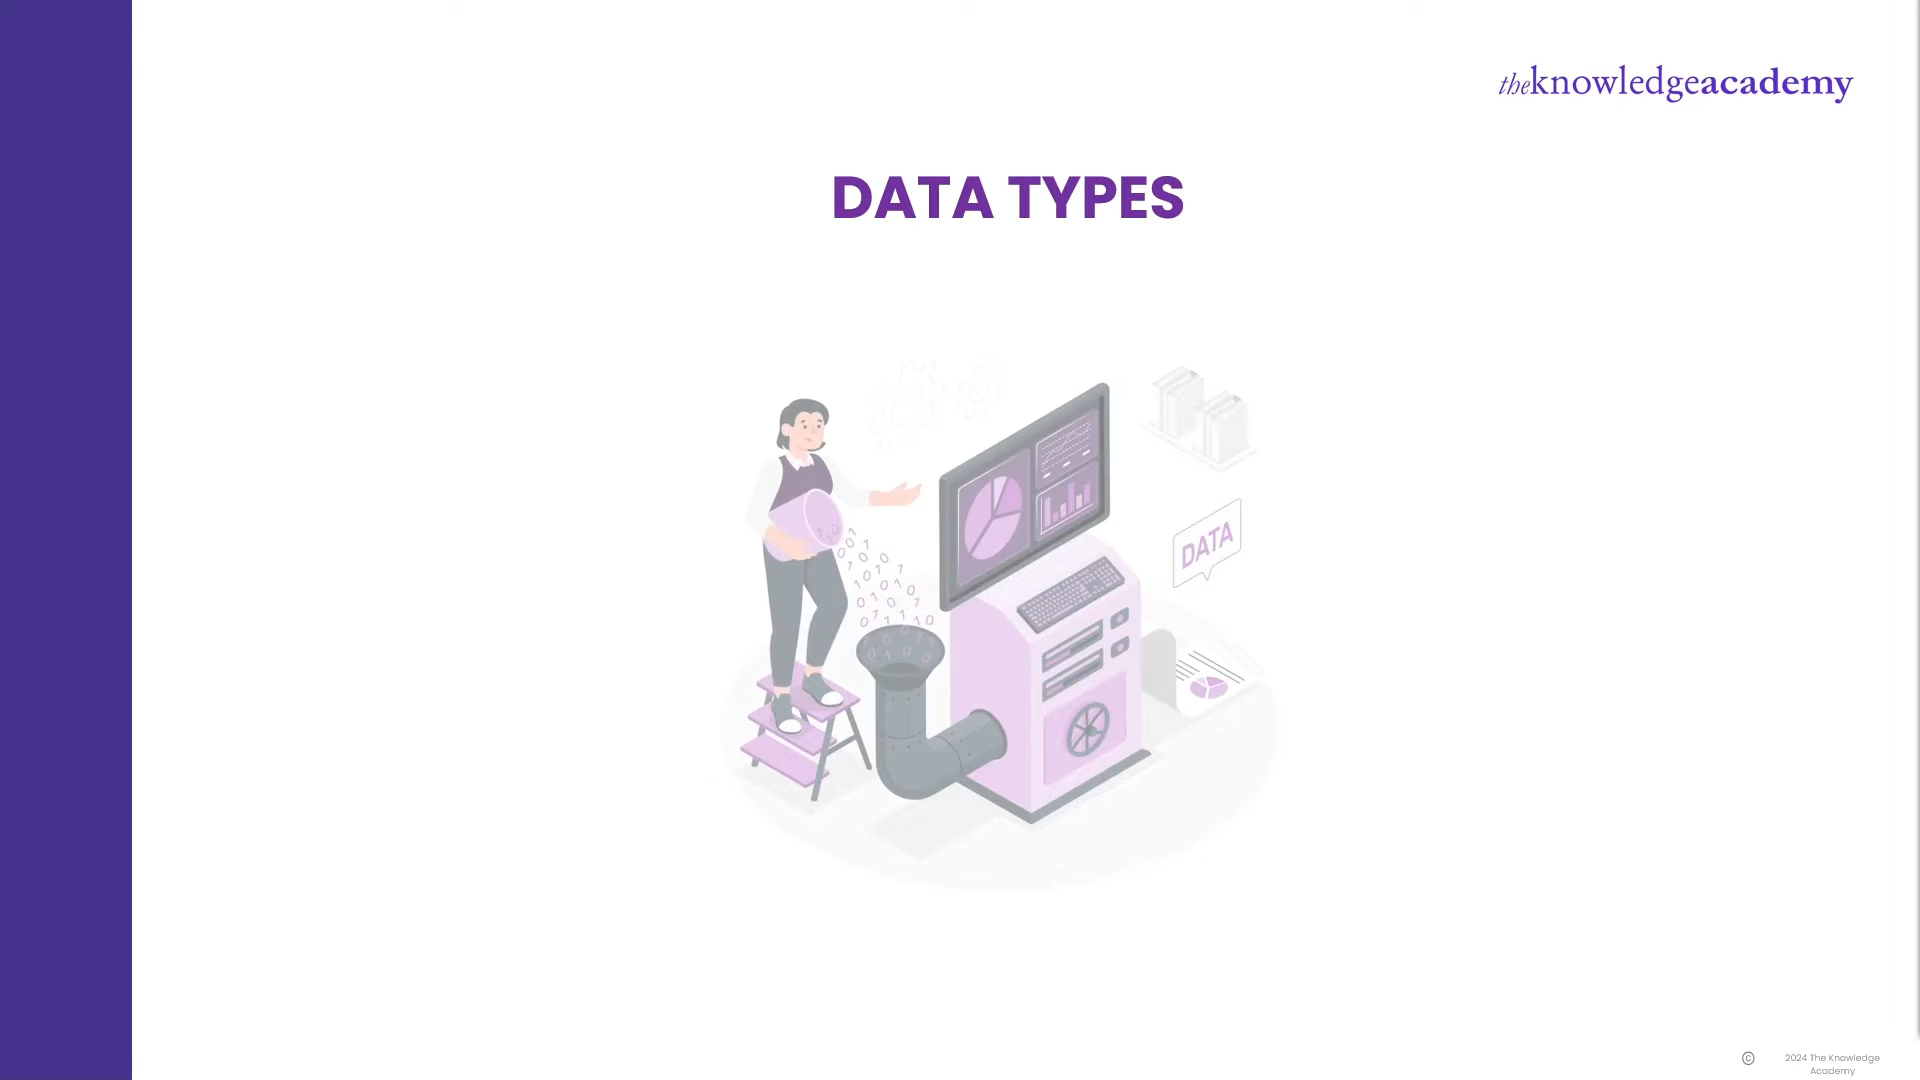 theknowledgeacademy
DATA TYPES
DATA
© 2024 The Knowledge
Academy